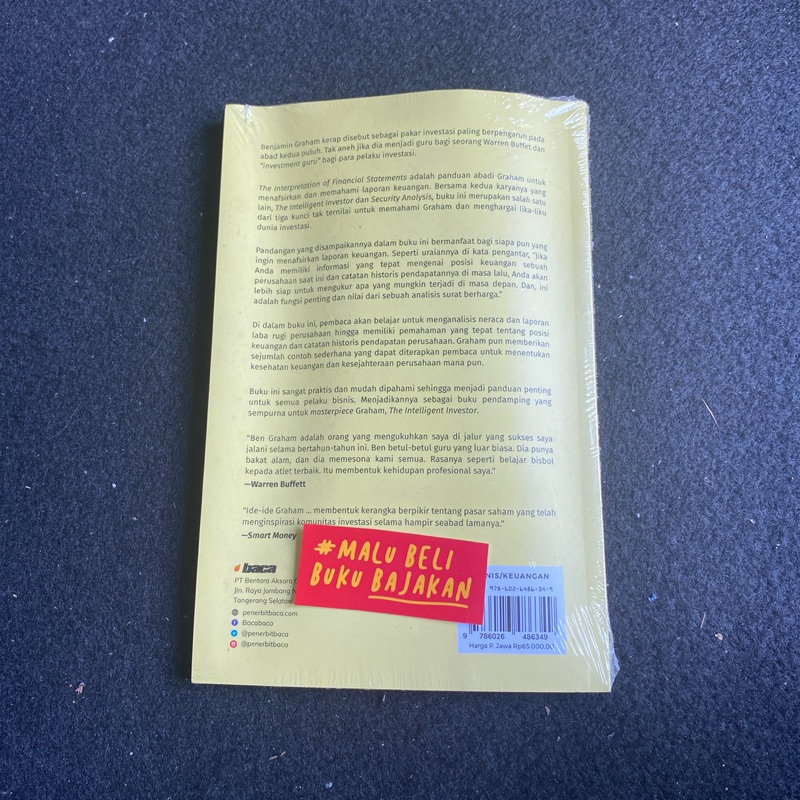 Benjamin Graham kerap disebut sebagai pakar investasi paling berpengaruh pada
abad kedua puluh. Tak aneh jika dia menjadi guru bagi seorang Warren Buffet dan
"investment guru" bagi para pelaku investasi.
The Interpretation of Financial Statements adalah panduan abadi Graham untuk
menafsirkan dan memahami laporan keuangan. Bersama kedua karyanya yang
lain, The Intelligent Investor dan Security Analysis, buku ini merupakan salah satu
dari tiga kunci tak ternilai untuk memahami Graham dan menghargai lika-liku
dunia investasi.
Pandangan yang disampaikannya dalam buku ini bermanfaat bagi siapa pun yang
ingin menafsirkan laporan keuangan. Seperti uraiannya di kata pengantar, "Jika
Anda memiliki informasi yang tepat mengenai posisi keuangan sebuah
perusahaan saat ini dan catatan historis pendapatannya di masa lalu, Anda akan
lebih siap untuk mengukur apa yang mungkin terjadi di masa depan. Dan, ini
adalah fungsi penting dan nilai dari sebuah analisis surat berharga."
Di dalam buku ini, pembaca akan belajar untuk menganalisis neraca dan laporan
laba rugi perusahaan hingga memiliki pemahaman yang tepat tentang posisi
keuangan dan catatan historis pendapatan perusahaan. Graham pun memberikan
sejumlah contoh sederhana yang dapat diterapkan pembaca untuk menentukan
kesehatan keuangan dan kesejahteraan perusahaan mana pun.
Buku ini sangat praktis dan mudah dipahami sehingga menjadi panduan penting
untuk semua pelaku bisnis. Menjadikannya sebagai buku pendamping yang
sempurna untuk masterpiece Graham, The Intelligent Investor.
"Ben Graham adalah orang yang mengukuhkan saya di jalur yang sukses saya
jalani selama bertahun-tahun ini. Ben betul-betul guru yang luar biasa. Dia punya
bakat alam, dan dia memesona kami semua. Rasanya seperti belajar bisbol
kepada atlet terbaik. Itu membentuk kehidupan profesional saya."
—Warren Buffett
"Ide-ide Graham ... membentuk kerangka berpikir tentang pasar saham yang telah
menginspirasi komunitas investasi selama hampir seabad lamanya."
—Smart Money
#MALU BELI
BUKU BAJAKAN
baca
PT Bentara Aksara
Jln. Raya Jombang
Tangerang Selatan
penerbitbaca.com
Bacabaca
@penerbitbaca
@penerbitbaca
NIS/KEUANGAN
978-602-6486-34-9
9 786026 486349
Harga P. Jawa Rp65.000,00